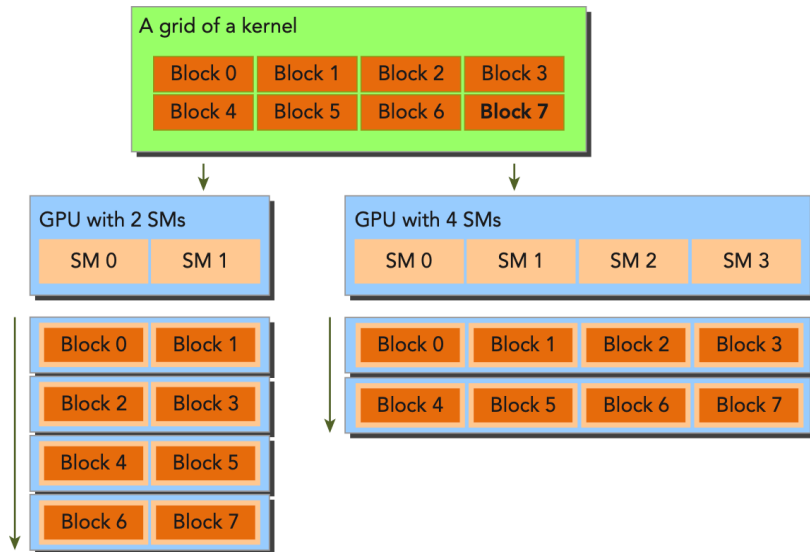 A grid of a kernel
Block 0 Block 1 Block 2 Block 3
Block 4 Block 5 Block 6 Block 7
GPU with 2 SMs
SM 0 SM 1
Block 0 Block 1
Block 2 Block 3
Block 4 Block 5
Block 6 Block 7
GPU with 4 SMs
SM 0 SM 1 SM 2 SM 3
Block 0 Block 1 Block 2 Block 3
Block 4 Block 5 Block 6 Block 7